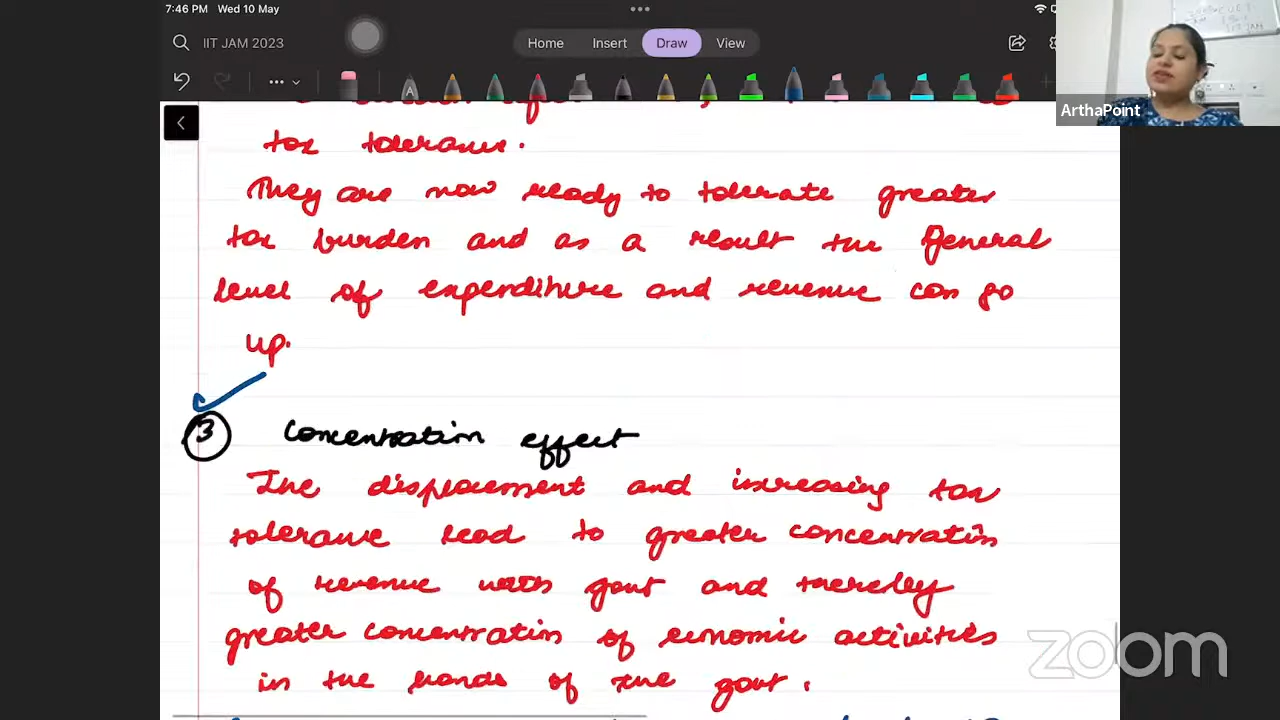 7:46 PM Wed 10 May
IIT JAM 2023
Home Insert Draw View
ArthaPoint
tax tolerance.
They are now ready to tolerate greater
tax burden and as a result the General
level of expenditure and revenue can go
up.
3 Concentration effect
The displacement and increasing tax
tolerance lead to greater concentration
of revenue with govt and thereby
greater concentration of economic activities
in the hands of the govt.
zoom